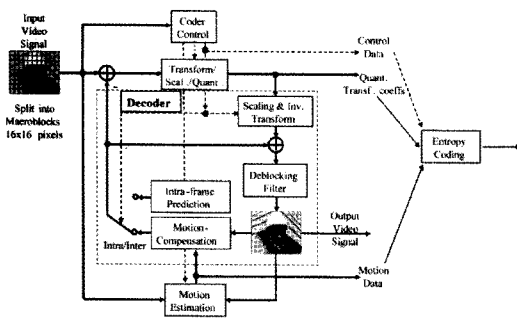 Input
Video
Signal
Coder
Control
Control
Data
Transform/
Scal./Quant.
Quant.
Transf. coeffs
Decoder
Split into
Macroblocks
16x16 pixels
Scaling & Inv.
Transform
Entropy
Coding
Deblocking
Filter
Intra-frame
Prediction
Output
Video
Signal
Motion-
Compensation
Intra/Inter
Motion
Data
Motion
Estimation